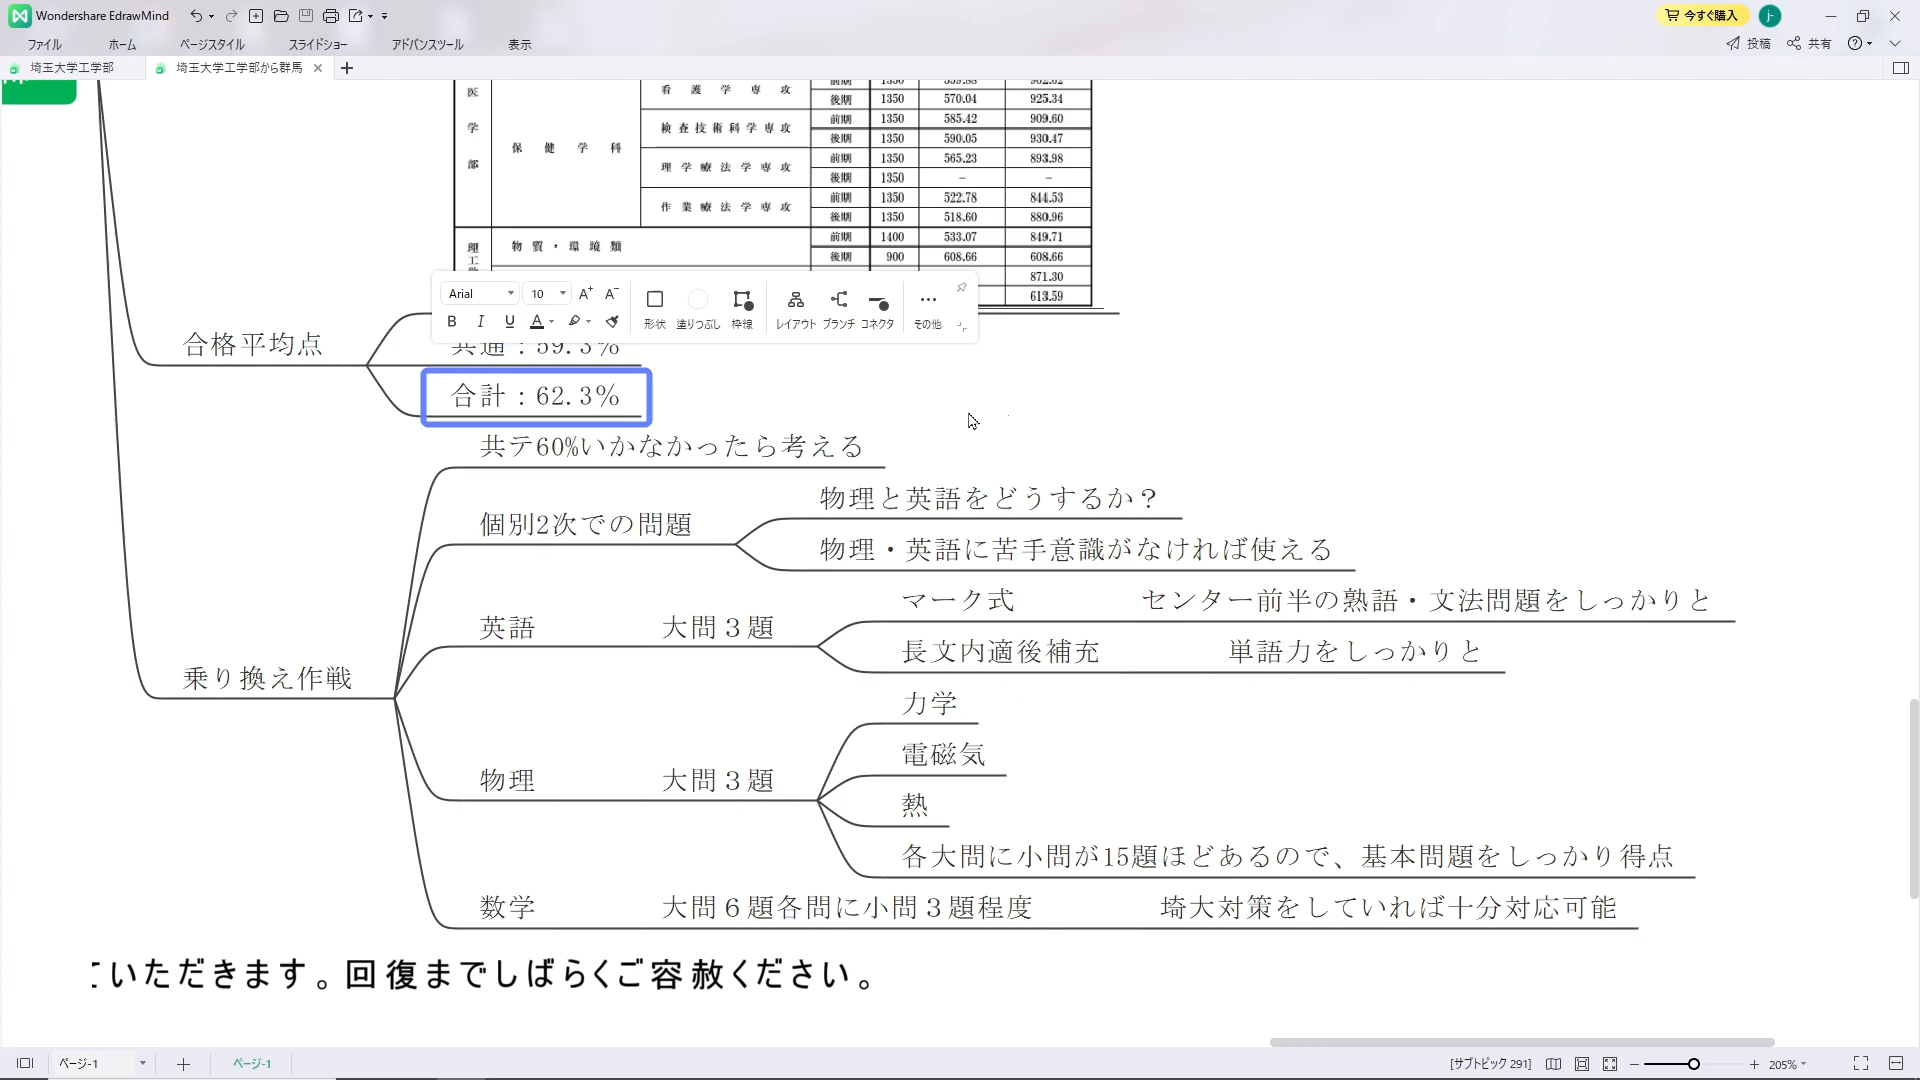 Wondershare EdrawMind
今すぐ購入
j-
ファイル ホーム ページスタイル スライドショー アドバンスツール 表示
投稿 共有
埼玉大学工学部 埼玉大学工学部から群馬
医学部
看護学専攻
前期 1350 559.88 902.62
後期 1350 570.04 925.34
保健学科
検査技術科学専攻
前期 1350 585.42 909.60
後期 1350 590.05 930.47
理学療法学専攻
前期 1350 565.23 893.98
後期 1350 – –
作業療法学専攻
前期 1350 522.78 844.53
後期 1350 518.60 880.96
理工
物質・環境類
前期 1400 533.07 849.71
後期 900 608.66 608.66
871.30
613.59
Arial 10 A+ A-
B I U A
形状 塗りつぶし 枠線 レイアウト ブランチ コネクタ その他
合格平均点
共通：59.3％
合計：62.3％
乗り換え作戦
共テ60%いかなかったら考える
個別2次での問題
物理と英語をどうするか？
物理・英語に苦手意識がなければ使える
英語 大問３題
マーク式 センター前半の熟語・文法問題をしっかりと
長文内適後補充 単語力をしっかりと
物理 大問３題
力学
電磁気
熱
各大問に小問が15題ほどあるので、基本問題をしっかり得点
数学 大問６題各問に小問３題程度 埼大対策をしていれば十分対応可能
ていただきます。回復までしばらくご容赦ください。
ページ-1 ページ-1
[サブトピック 291] 205%